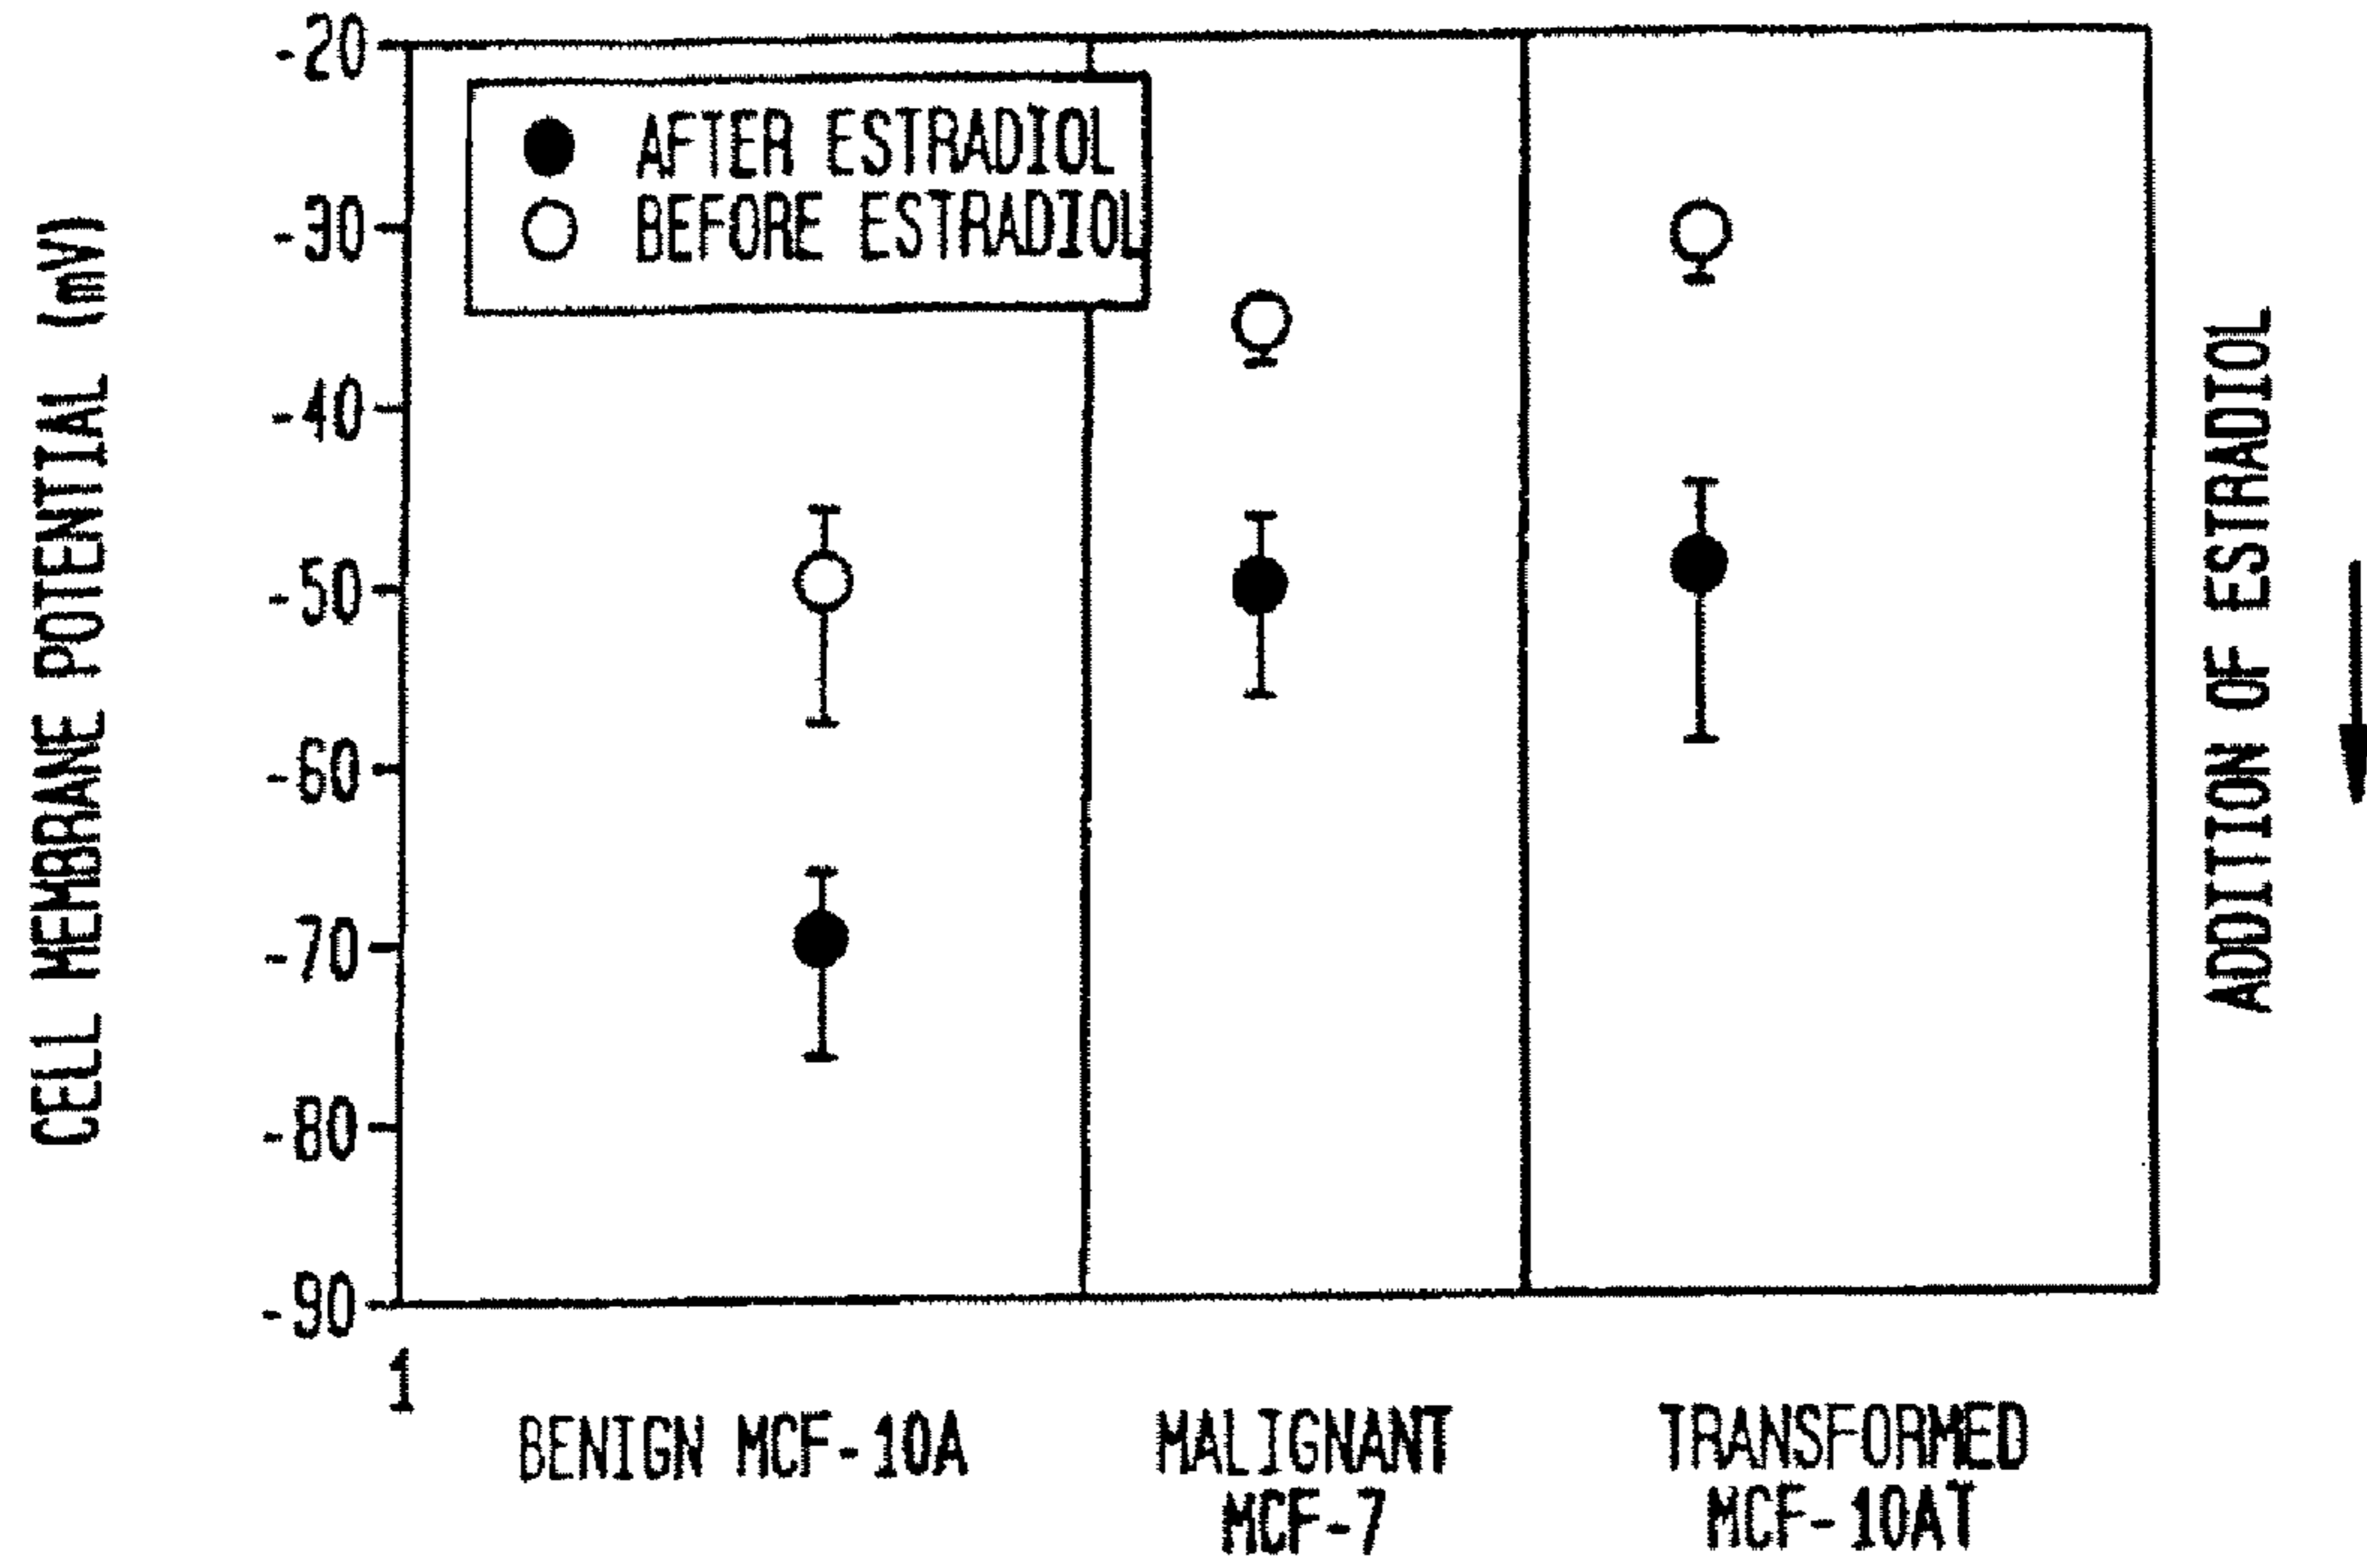 CELL MEMBRANE POTENTIAL (mV)
-20
-30
-40
-50
-60
-70
-80
-90
1
AFTER ESTRADIOL
BEFORE ESTRADIOL
BENIGN MCF-10A
MALIGNANT
MCF-7
TRANSFORMED
MCF-10AT
ADDITION OF ESTRADIOL